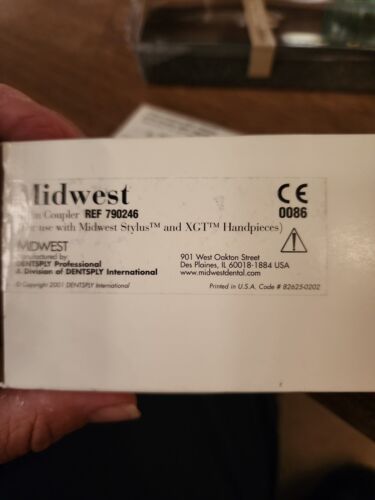 Midwest
Coupler REF 790246
use with Midwest Stylus™ and XGT™ Handpieces)
CE
0086
MIDWEST
Manufactured by:
DENTSPLY Professional
A Division of DENTSPLY International
901 West Oakton Street
Des Plaines, IL 60018-1884 USA
www.midwestdental.com
© Copyright 2001 DENTSPLY International
Printed in U.S.A. Code # 82625-0202